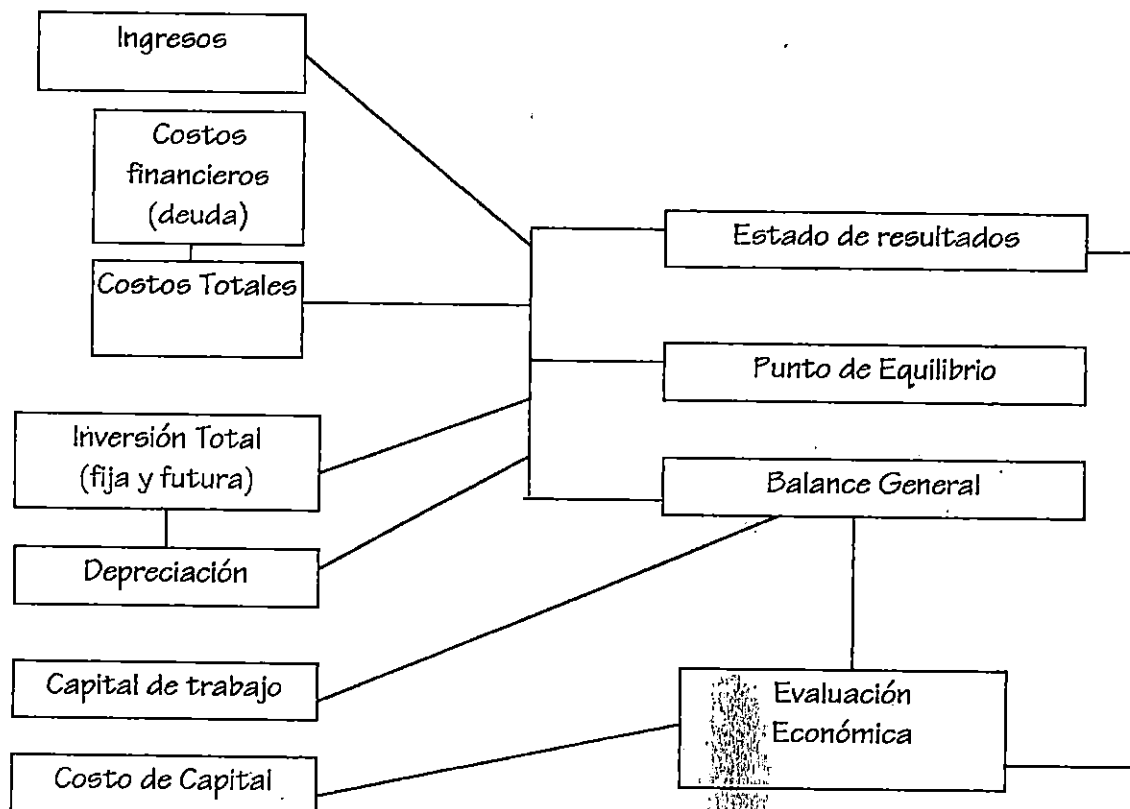 Ingresos
Costos
financieros
(deuda)
Costos Totales
Estado de resultados
Punto de Equilibrio
Inversión Total
(fija y futura)
Balance General
Depreciación
Capital de trabajo
Evaluación
Económica
Costo de Capital